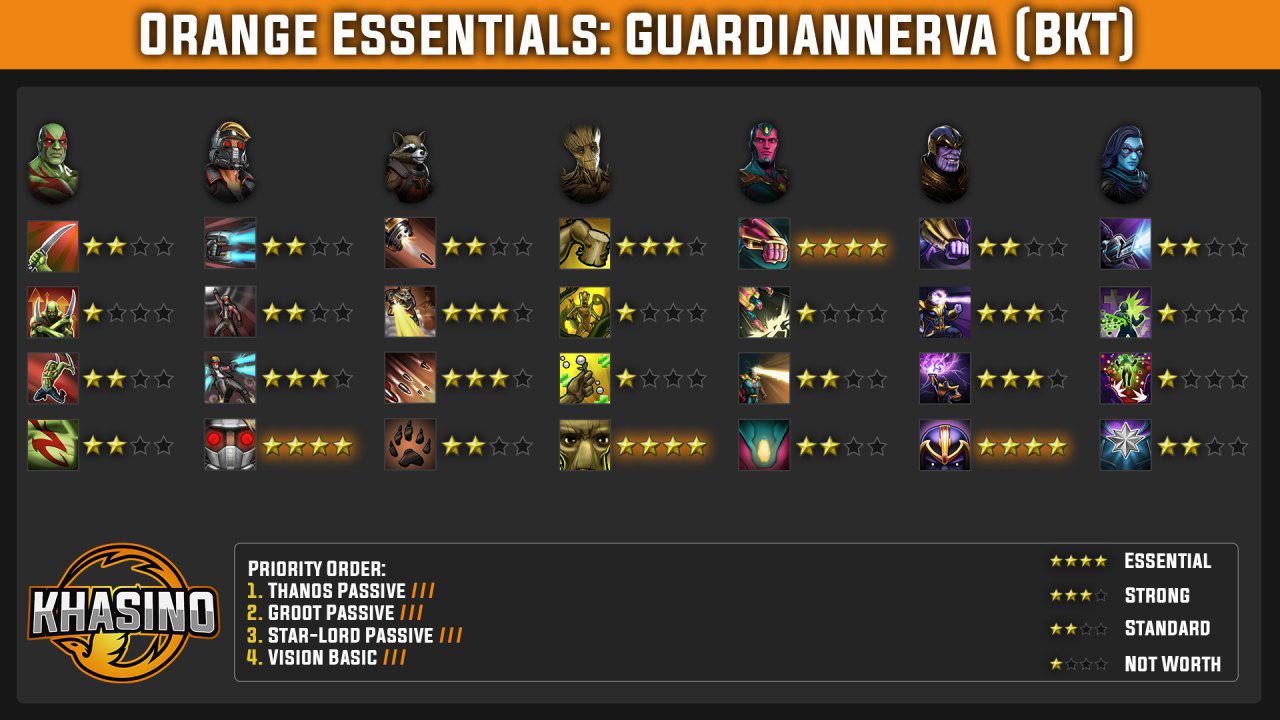 ORANGE ESSENTIALS: GUARDIANNERVA (BKT)
KHASINO
PRIORITY ORDER:
1. THANOS PASSIVE ///
2. GROOT PASSIVE ///
3. STAR-LORD PASSIVE ///
4. VISION BASIC ///
ESSENTIAL
STRONG
STANDARD
NOT WORTH